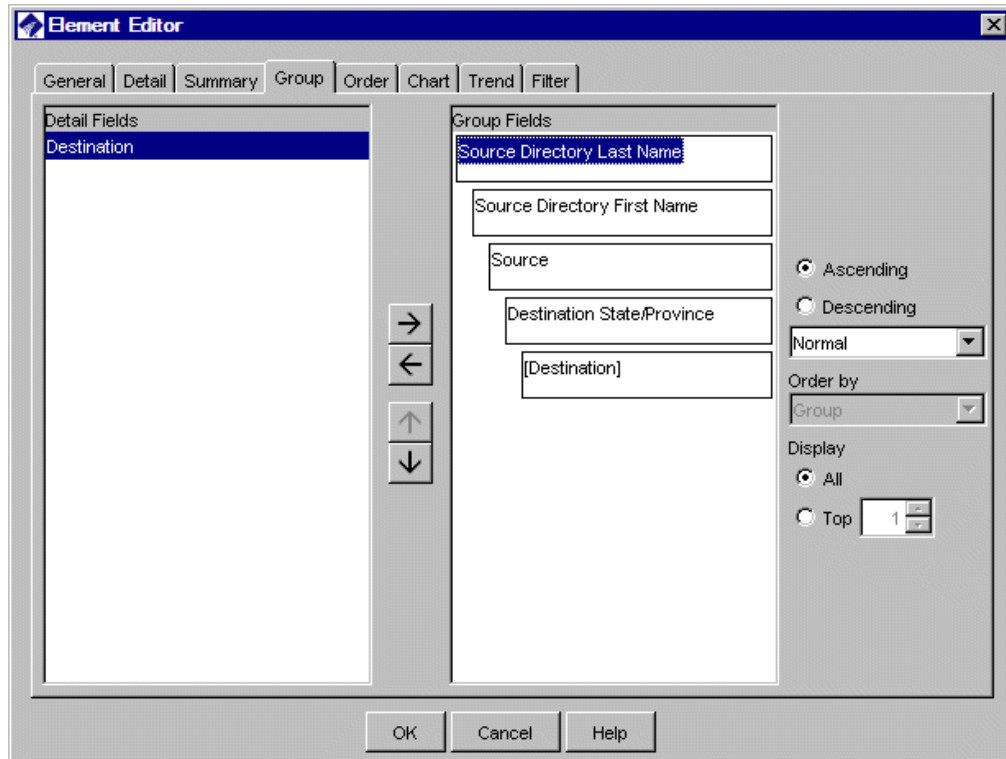 Element Editor
General Detail Summary Group Order Chart Trend Filter
Detail Fields
Destination
Group Fields
Source Directory Last Name
Source Directory First Name
Source
Destination State/Province
[Destination]
Ascending
Descending
Normal
Order by
Group
Display
All
Top 1
OK Cancel Help